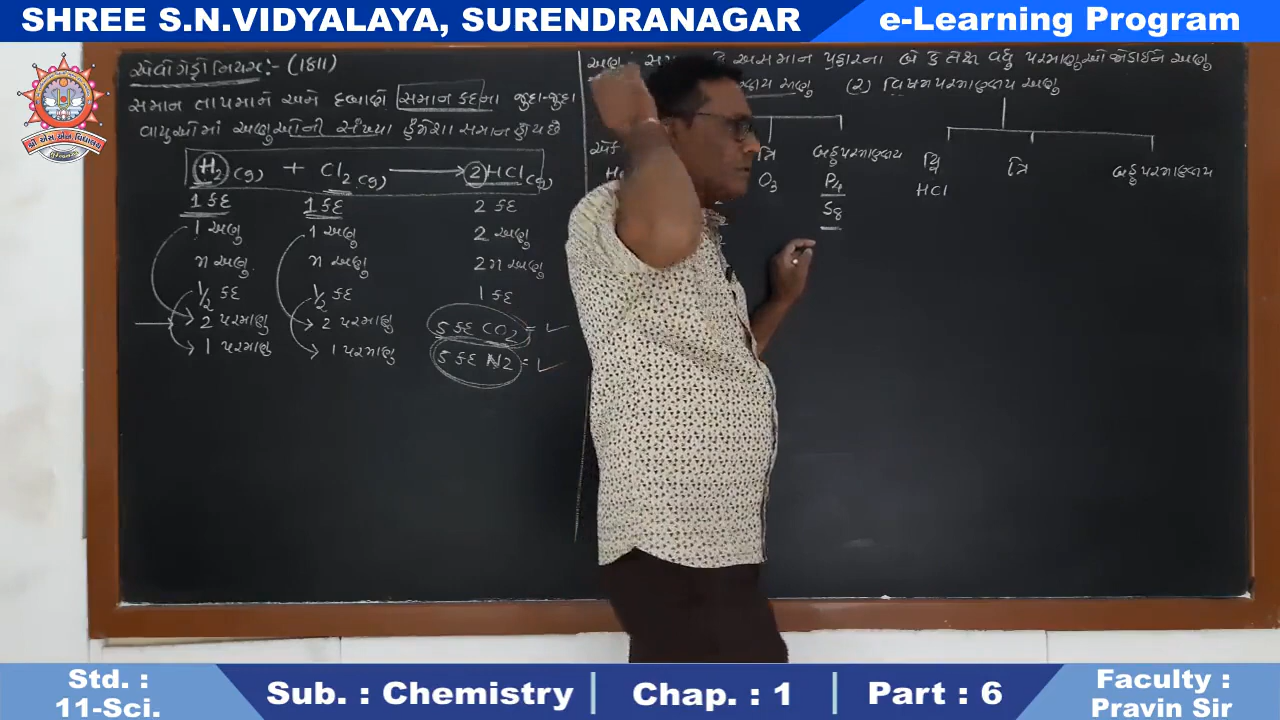 SHREE S.N.VIDYALAYA, SURENDRANAGAR
e-Learning Program
એવોગેડ્રો નિયમ:- (1811)
સમાન તાપમાને અને દબાણે સમાન કદના જુદા-જુદા
વાયુઓમાં અણુઓની સંખ્યા હંમેશા સમાન હોય છે
H2(g) + Cl2(g) → 2HCl(g)
1 કદ 1 કદ 2 કદ
1 અણુ 1 અણુ 2 અણુ
n અણુ n અણુ 2n અણુ
1/2 કદ 1/2 કદ 1 કદ
2 પરમાણુ 2 પરમાણુ 5 કદ CO2 = ✓
1 પરમાણુ 1 પરમાણુ 5 કદ N2 = ✓
અસમાન પ્રકારના બે કે તેથી વધુ પરમાણુઓ જોડાઈને અણુ
અણુ (2) વિષમપરમાણ્વીય અણુ
ત્રિ બહુપરમાણ્વીય દ્વિ ત્રિ બહુપરમાણ્વીય
O3 P4 HCl
S8
Std. :
11-Sci.
Sub. : Chemistry
Chap. : 1
Part : 6
Faculty :
Pravin Sir